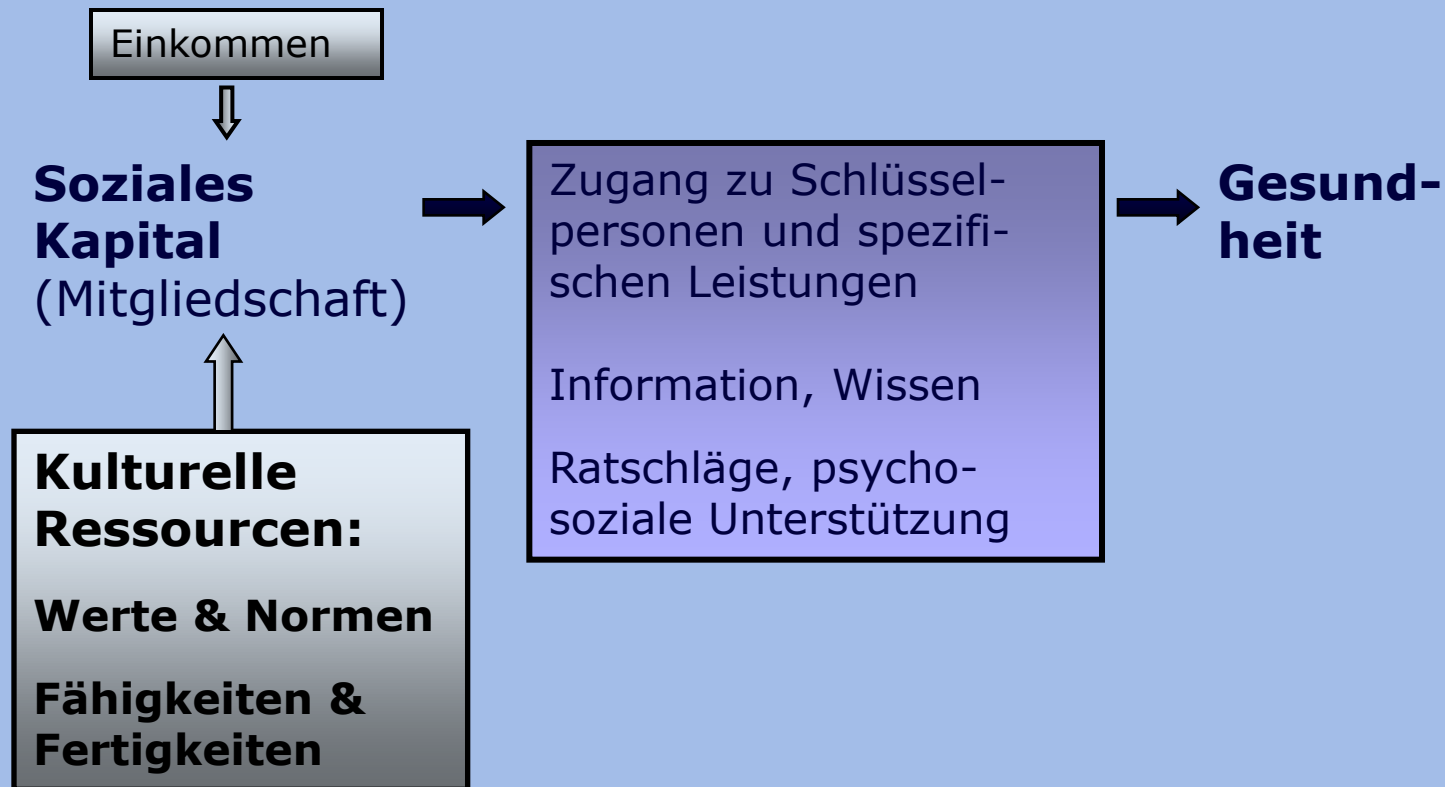 Einkommen
Soziales
Kapital
(Mitgliedschaft)
Zugang zu Schlüssel-
personen und spezifi-
schen Leistungen
Information, Wissen
Ratschläge, psycho-
soziale Unterstützung
Gesund-
heit
Kulturelle
Ressourcen:
Werte & Normen
Fähigkeiten &
Fertigkeiten